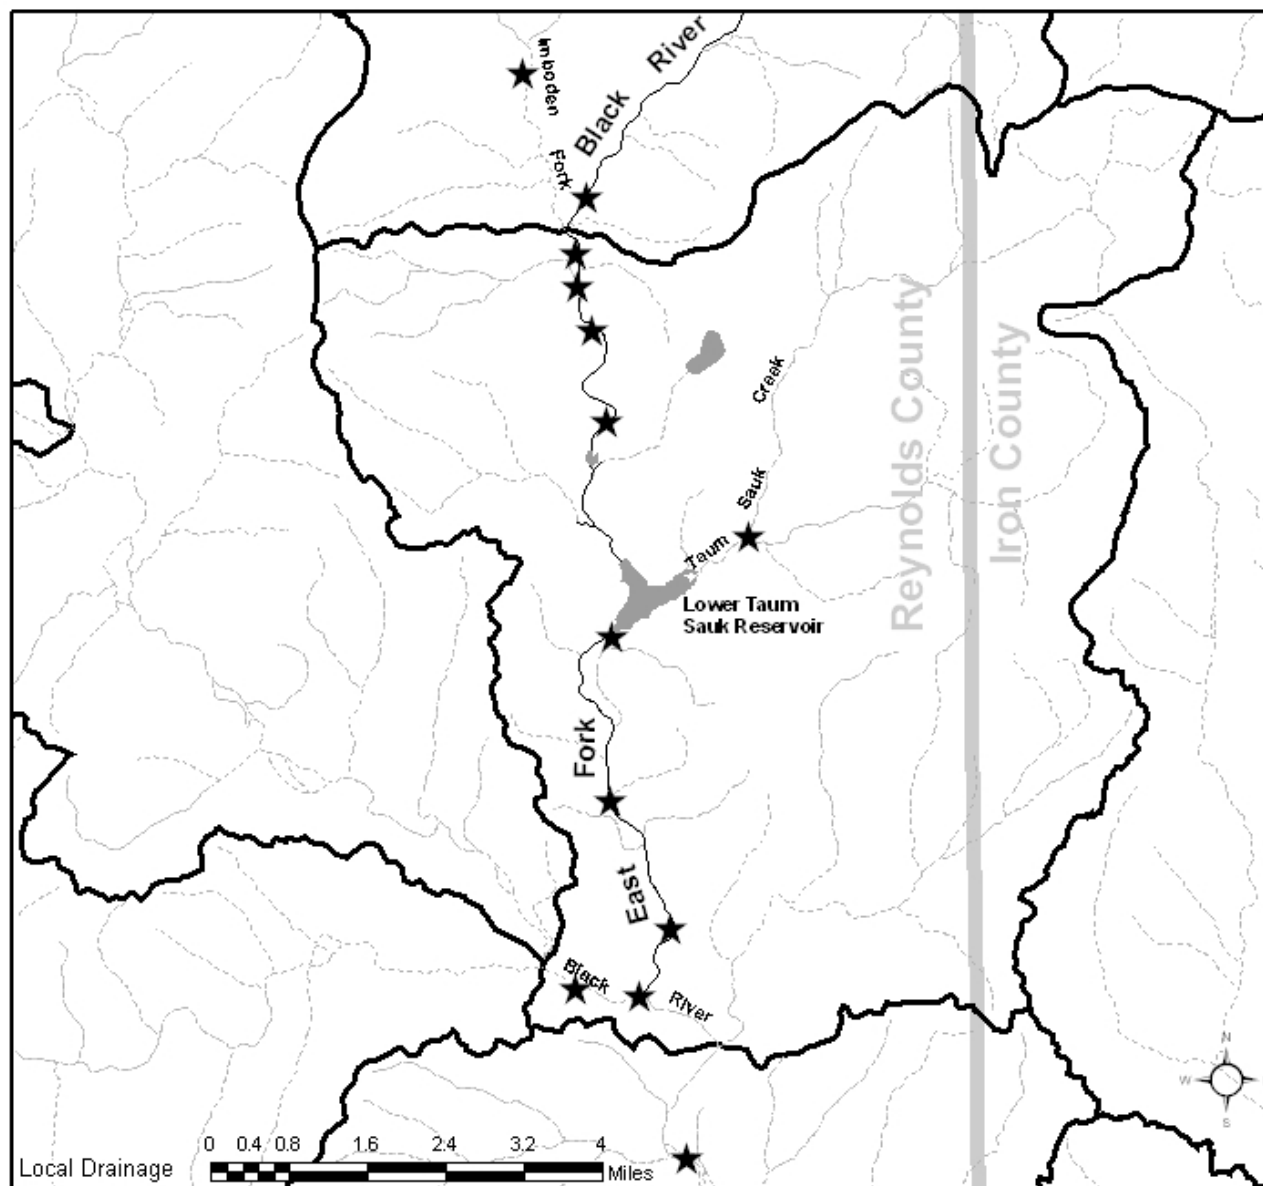 River
Imboden
Black
Fork
Reynolds County
Iron County
Creek
Sauk
Taum
Lower Taum
Sauk Reservoir
Fork
East
Black
River
N
W
S
0 0.4 0.8 1.6 2.4 3.2 4
Local Drainage
Miles